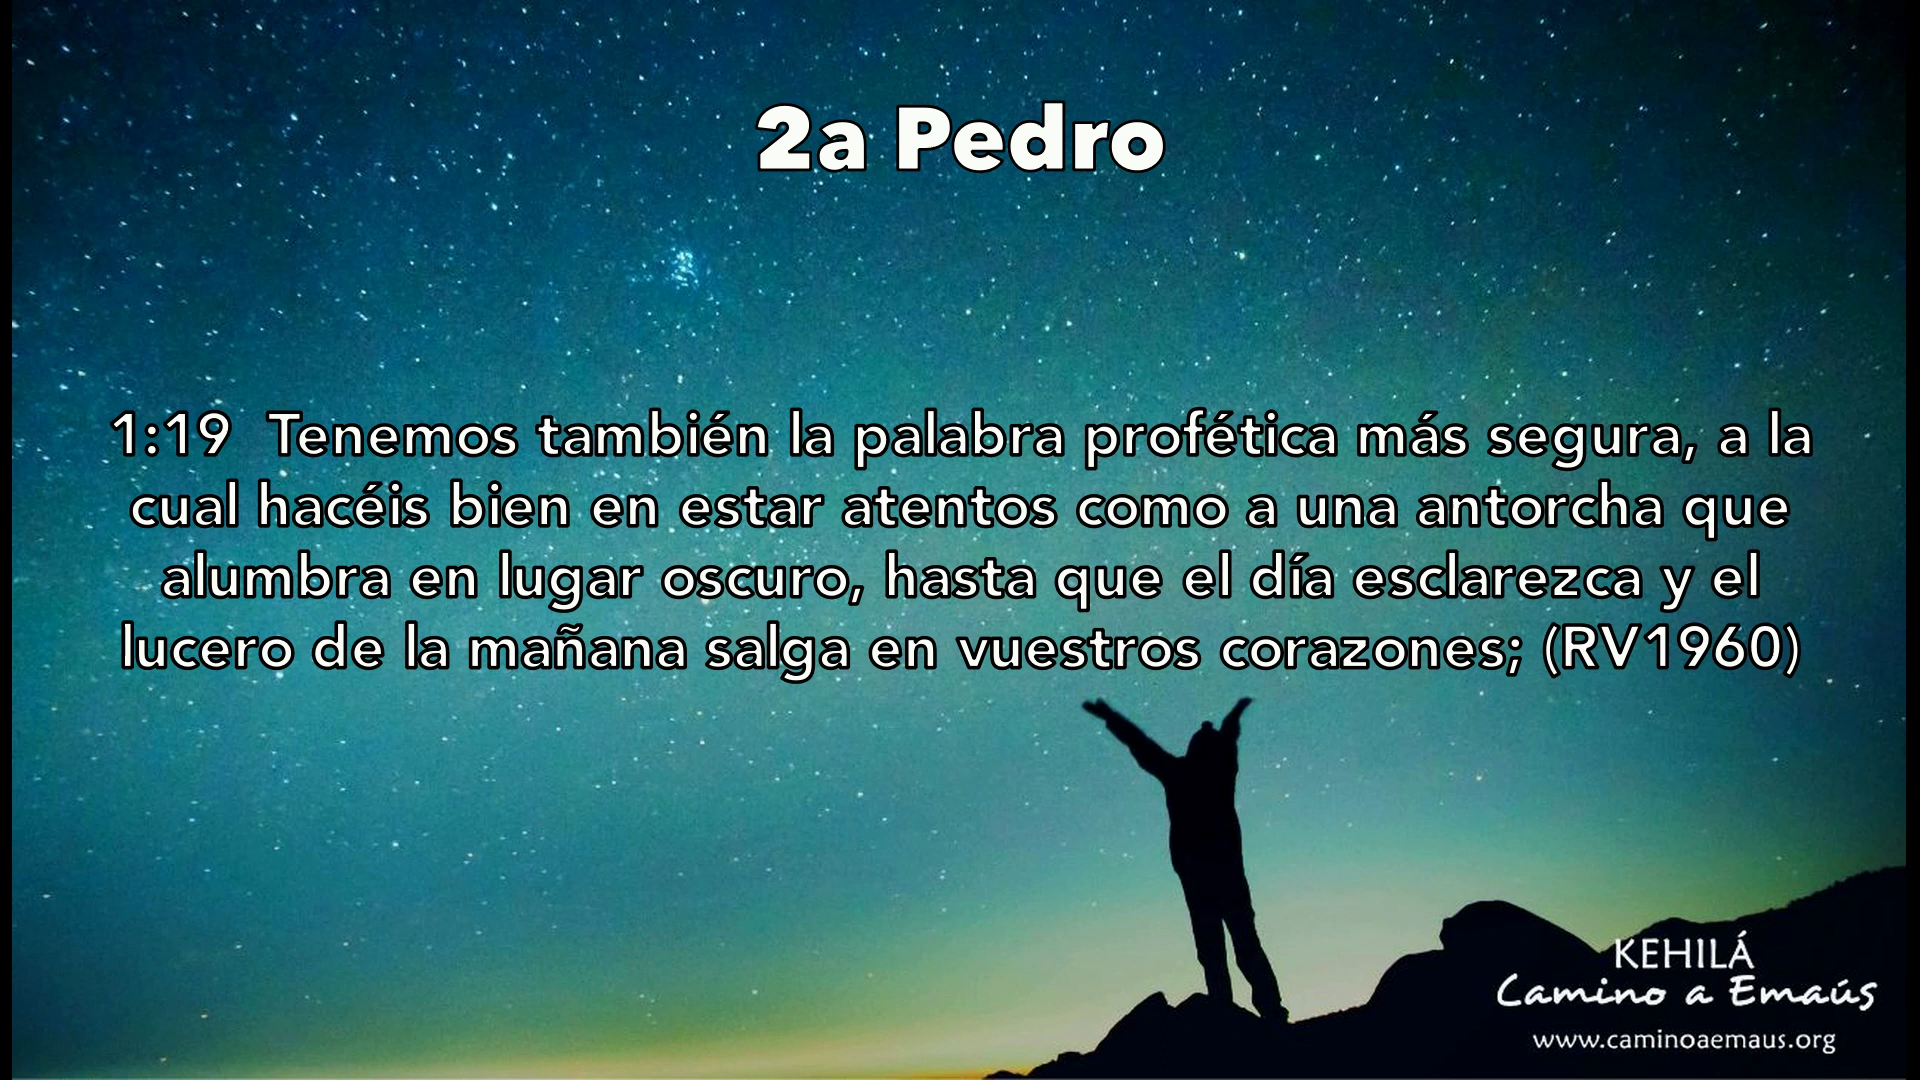 2a Pedro
1:19  Tenemos también la palabra profética más segura, a la
cual hacéis bien en estar atentos como a una antorcha que
alumbra en lugar oscuro, hasta que el día esclarezca y el
lucero de la mañana salga en vuestros corazones; (RV1960)
KEHILÁ
Camino a Emaús
www.caminoaemaus.org